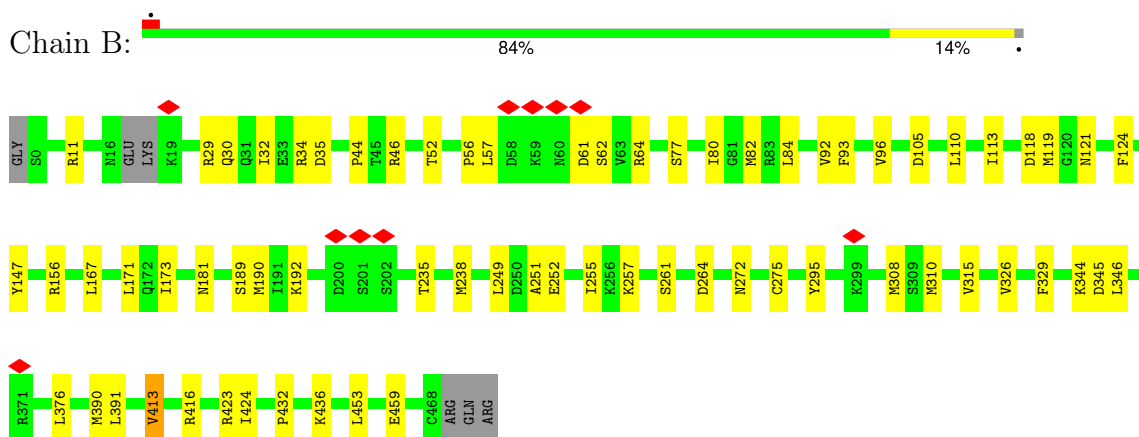 Chain B:
84% 14%
GLY S0 R11 N16 GLU LYS K19 R29 Q30 Q31 I32 E33 R34 D35 P44 T45 R46 T52 P56 L57 D58 K59 N60 D61 S62 V63 R64 S77 I80 G81 M82 R83 L84 V92 F93 V96 D105 L110 I113 D118 M119 G120 N121 F124
Y147 R156 L167 L171 Q172 I173 N181 S189 M190 I191 K192 D200 S201 S202 T235 M238 L249 D250 A251 E252 I255 K256 K257 S261 D264 N272 C275 Y295 K299 M308 S309 M310 V315 V326 F329 K344 D345 L346
R371 L376 M390 L391 V413 R416 R423 I424 P432 K436 L453 E459 C468 ARG GLN ARG